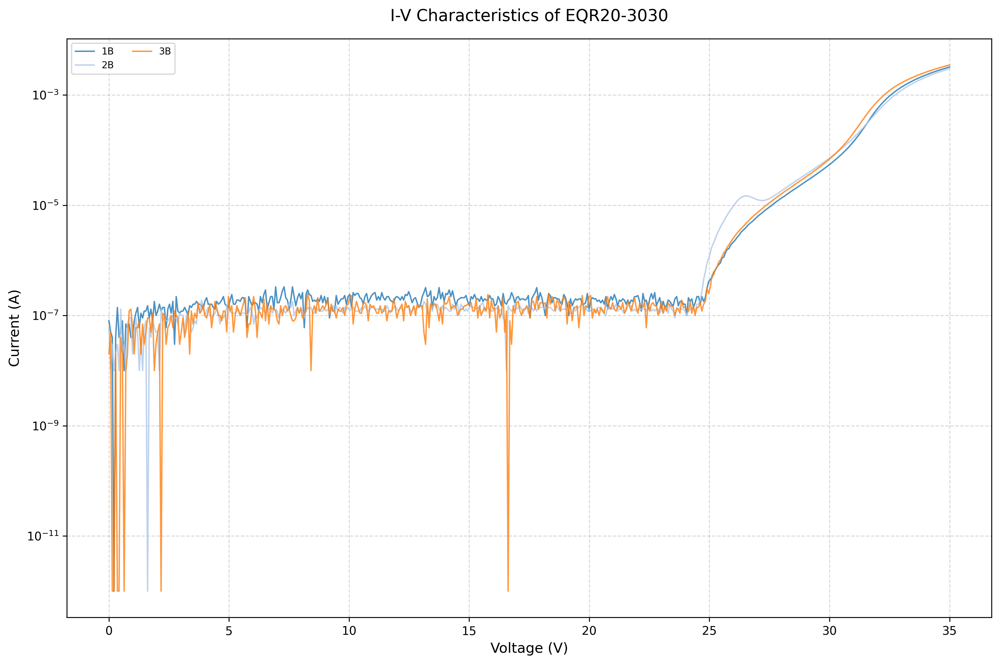 I-V Characteristics of EQR20-3030
1B 3B
2B
10⁻³
10⁻⁵
10⁻⁷
10⁻⁹
10⁻¹¹
Current (A)
0 5 10 15 20 25 30 35
Voltage (V)